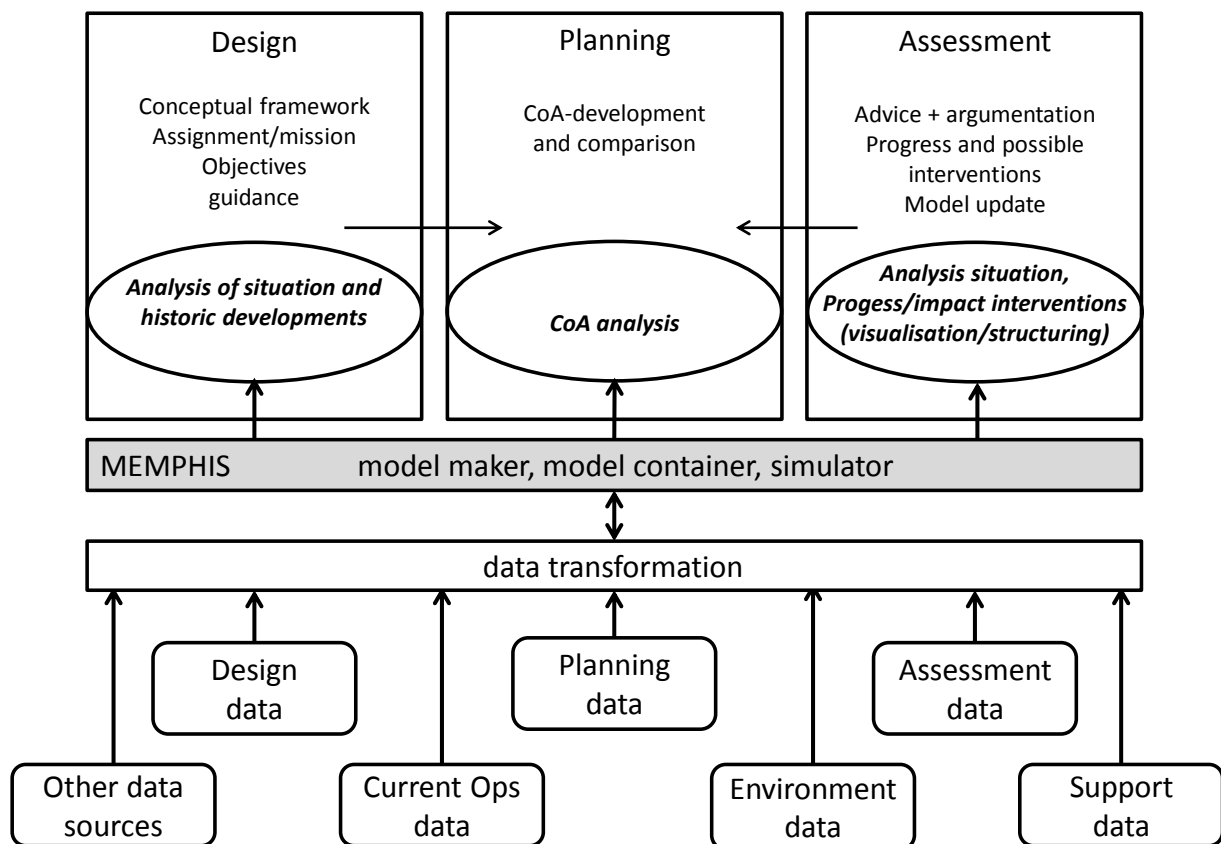 Design
Conceptual framework
Assignment/mission
Objectives
guidance
Analysis of situation and
historic developments
Planning
CoA-development
and comparison
CoA analysis
Assessment
Advice + argumentation
Progress and possible
interventions
Model update
Analysis situation,
Progess/impact interventions
(visualisation/structuring)
MEMPHIS model maker, model container, simulator
data transformation
Design
data
Planning
data
Assessment
data
Other data
sources
Current Ops
data
Environment
data
Support
data